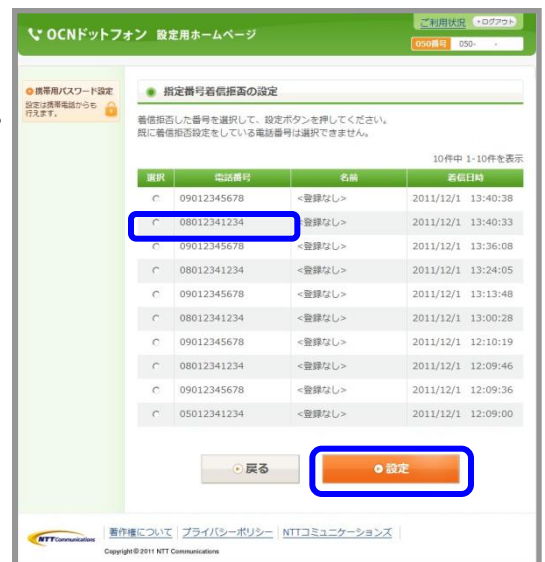 OCNドットフォン 設定用ホームページ
ご利用状況 ログアウト
050番号 050- -
携帯用パスワード設定
設定は携帯電話からも
行えます。
指定番号着信拒否の設定
着信拒否した番号を選択して、設定ボタンを押してください。
既に着信拒否設定をしている電話番号は選択できません。
10件中 1-10件を表示
選択 電話番号 名前 着信日時
09012345678 <登録なし> 2011/12/1 13:40:38
08012341234 <登録なし> 2011/12/1 13:40:33
09012345678 <登録なし> 2011/12/1 13:36:08
08012341234 <登録なし> 2011/12/1 13:24:05
09012345678 <登録なし> 2011/12/1 13:13:48
08012341234 <登録なし> 2011/12/1 13:00:28
09012345678 <登録なし> 2011/12/1 12:10:19
08012341234 <登録なし> 2011/12/1 12:09:46
09012345678 <登録なし> 2011/12/1 12:09:36
05012341234 <登録なし> 2011/12/1 12:09:00
戻る 設定
NTT Communications 著作権について プライバシーポリシー NTTコミュニケーションズ
Copyright © 2011 NTT Communications